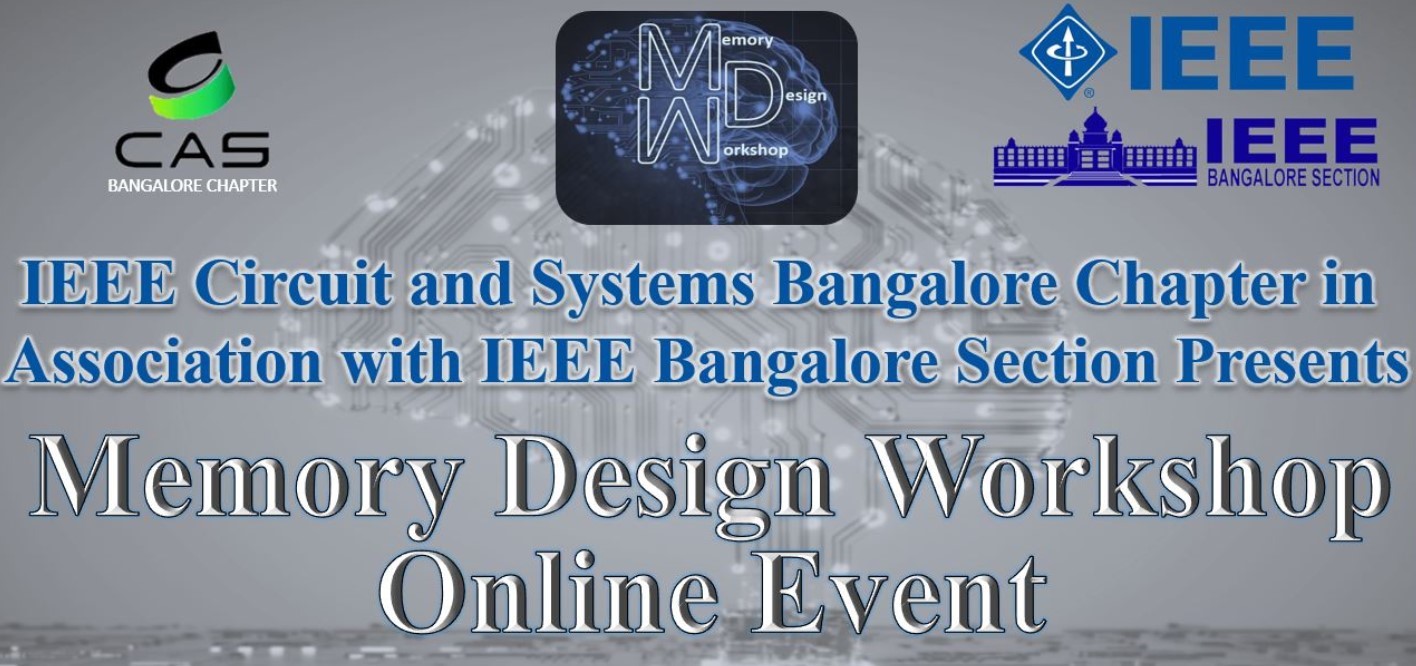 CAS
BANGALORE CHAPTER
Memory
Design
Workshop
IEEE
IEEE
BANGALORE SECTION
IEEE Circuit and Systems Bangalore Chapter in
Association with IEEE Bangalore Section Presents
Memory Design Workshop
Online Event